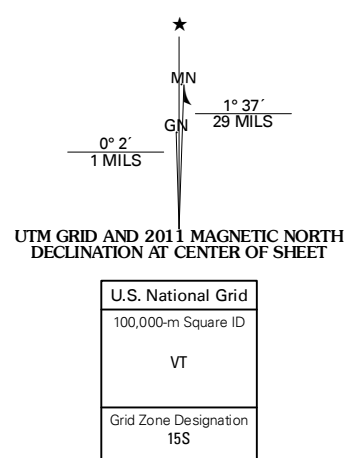 ★
MN
1° 37´
29 MILS
GN
0° 2´
1 MILS
UTM GRID AND 2011 MAGNETIC NORTH
DECLINATION AT CENTER OF SHEET
U.S. National Grid
100,000-m Square ID
VT
Grid Zone Designation
15S